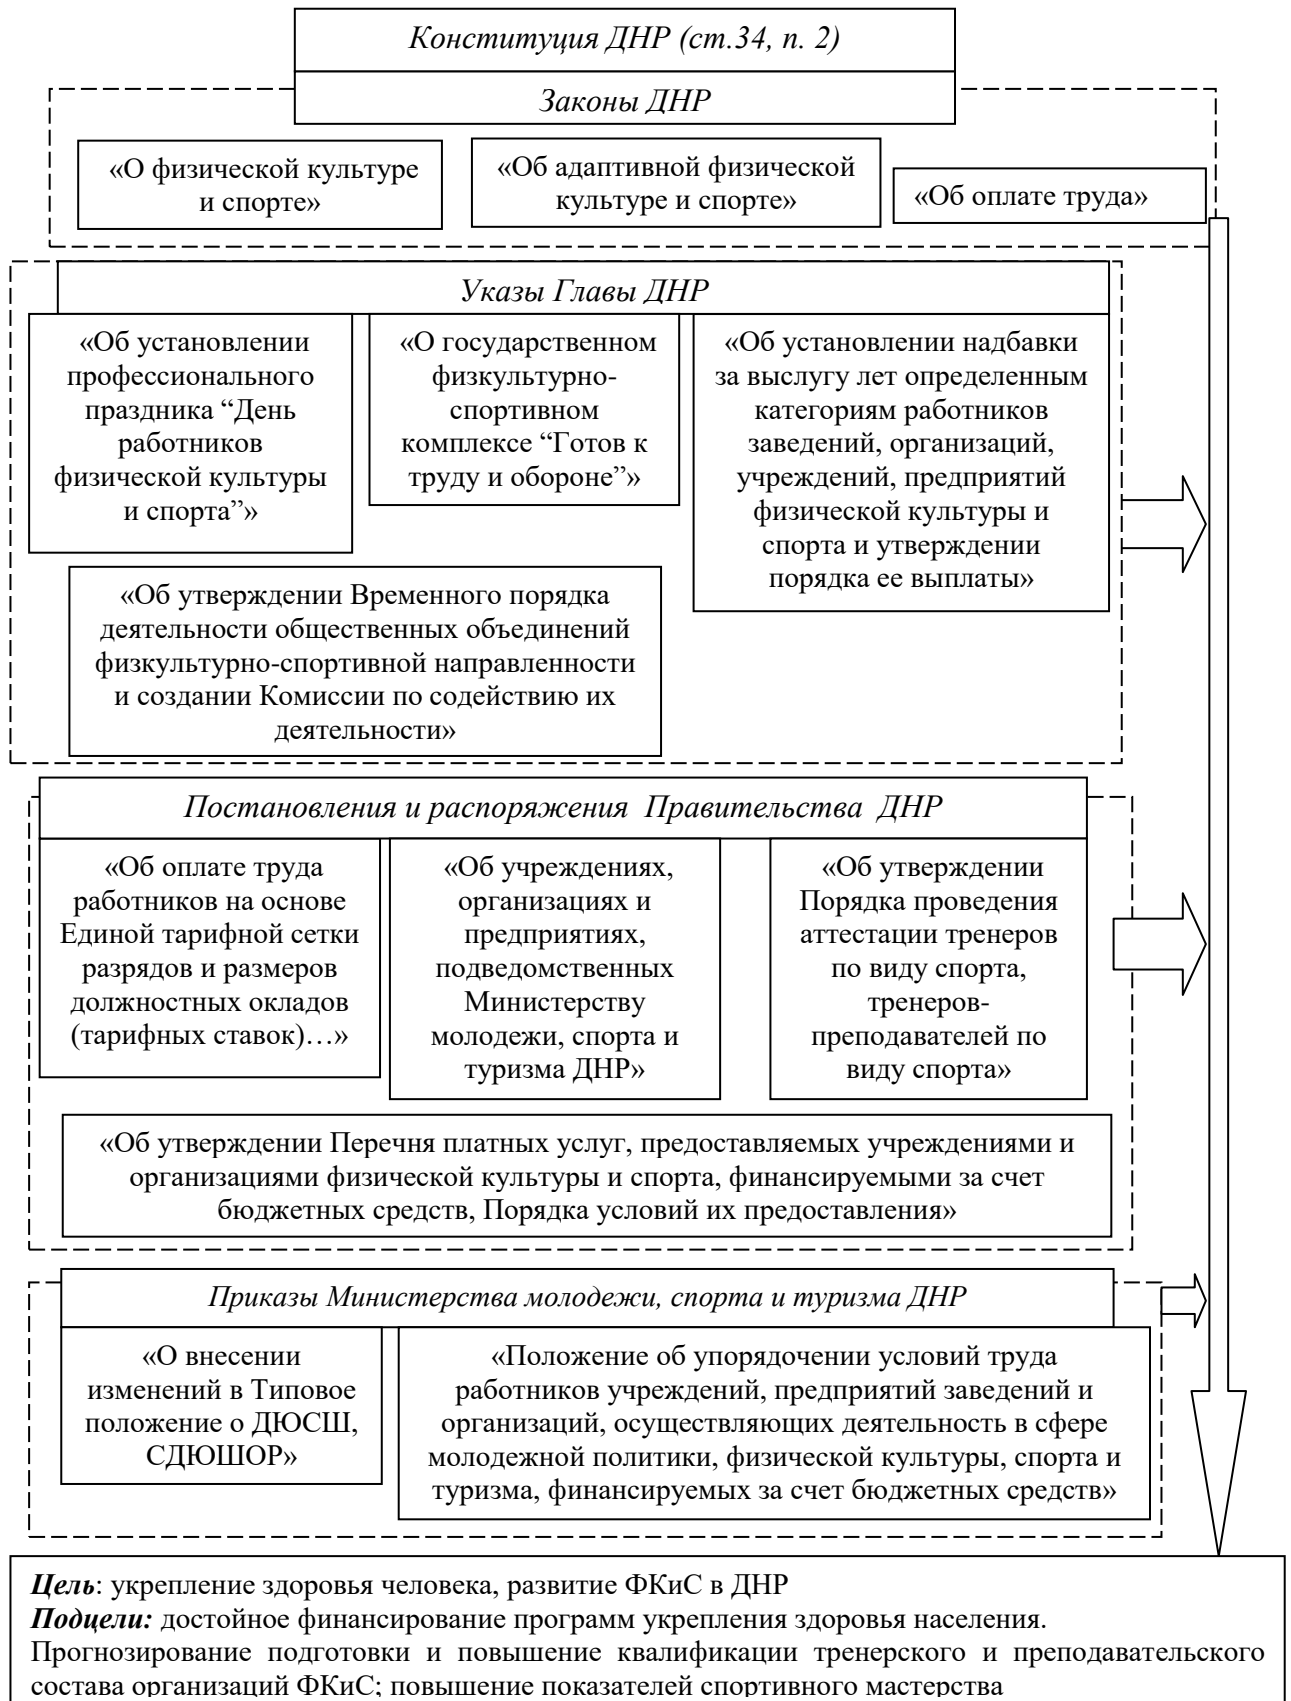 Конституция ДНР (ст.34, п. 2)
Законы ДНР
«О физической культуре
и спорте»
«Об адаптивной физической
культуре и спорте»
«Об оплате труда»
Указы Главы ДНР
«Об установлении
профессионального
праздника “День
работников
физической культуры
и спорта”»
«О государственном
физкультурно-
спортивном
комплексе “Готов к
труду и обороне”»
«Об установлении надбавки
за выслугу лет определенным
категориям работников
заведений, организаций,
учреждений, предприятий
физической культуры и
спорта и утверждении
порядка ее выплаты»
«Об утверждении Временного порядка
деятельности общественных объединений
физкультурно-спортивной направленности
и создании Комиссии по содействию их
деятельности»
Постановления и распоряжения Правительства ДНР
«Об оплате труда
работников на основе
Единой тарифной сетки
разрядов и размеров
должностных окладов
(тарифных ставок)…»
«Об учреждениях,
организациях и
предприятиях,
подведомственных
Министерству
молодежи, спорта и
туризма ДНР»
«Об утверждении
Порядка проведения
аттестации тренеров
по виду спорта,
тренеров-
преподавателей по
виду спорта»
«Об утверждении Перечня платных услуг, предоставляемых учреждениями и
организациями физической культуры и спорта, финансируемыми за счет
бюджетных средств, Порядка условий их предоставления»
Приказы Министерства молодежи, спорта и туризма ДНР
«О внесении
изменений в Типовое
положение о ДЮСШ,
СДЮШОР»
«Положение об упорядочении условий труда
работников учреждений, предприятий заведений и
организаций, осуществляющих деятельность в сфере
молодежной политики, физической культуры, спорта и
туризма, финансируемых за счет бюджетных средств»
Цель: укрепление здоровья человека, развитие ФКиС в ДНР
Подцели: достойное финансирование программ укрепления здоровья населения.
Прогнозирование подготовки и повышение квалификации тренерского и преподавательского
состава организаций ФКиС; повышение показателей спортивного мастерства